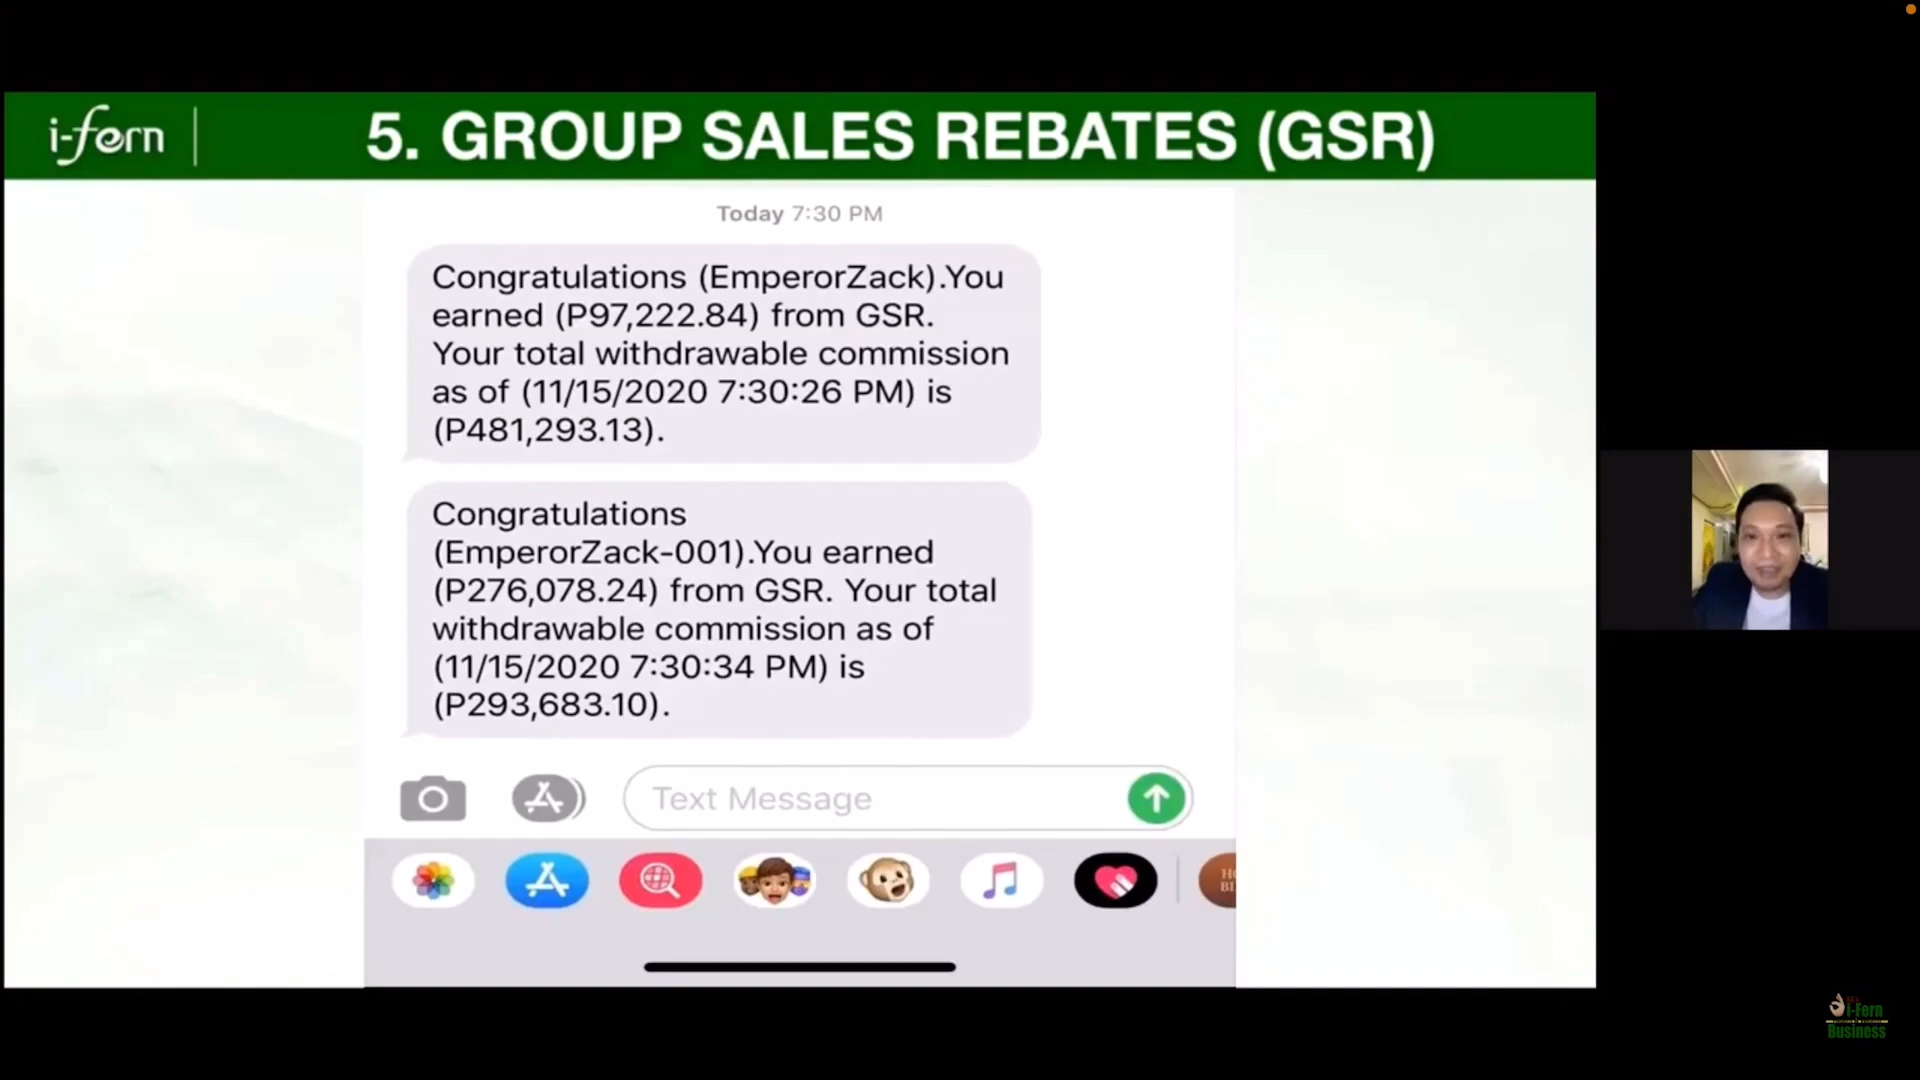 i-fern
5. GROUP SALES REBATES (GSR)
Today 7:30 PM
Congratulations (EmperorZack).You
earned (P97,222.84) from GSR.
Your total withdrawable commission
as of (11/15/2020 7:30:26 PM) is
(P481,293.13).
Congratulations
(EmperorZack-001).You earned
(P276,078.24) from GSR. Your total
withdrawable commission as of
(11/15/2020 7:30:34 PM) is
(P293,683.10).
Text Message
I-Fern
Business